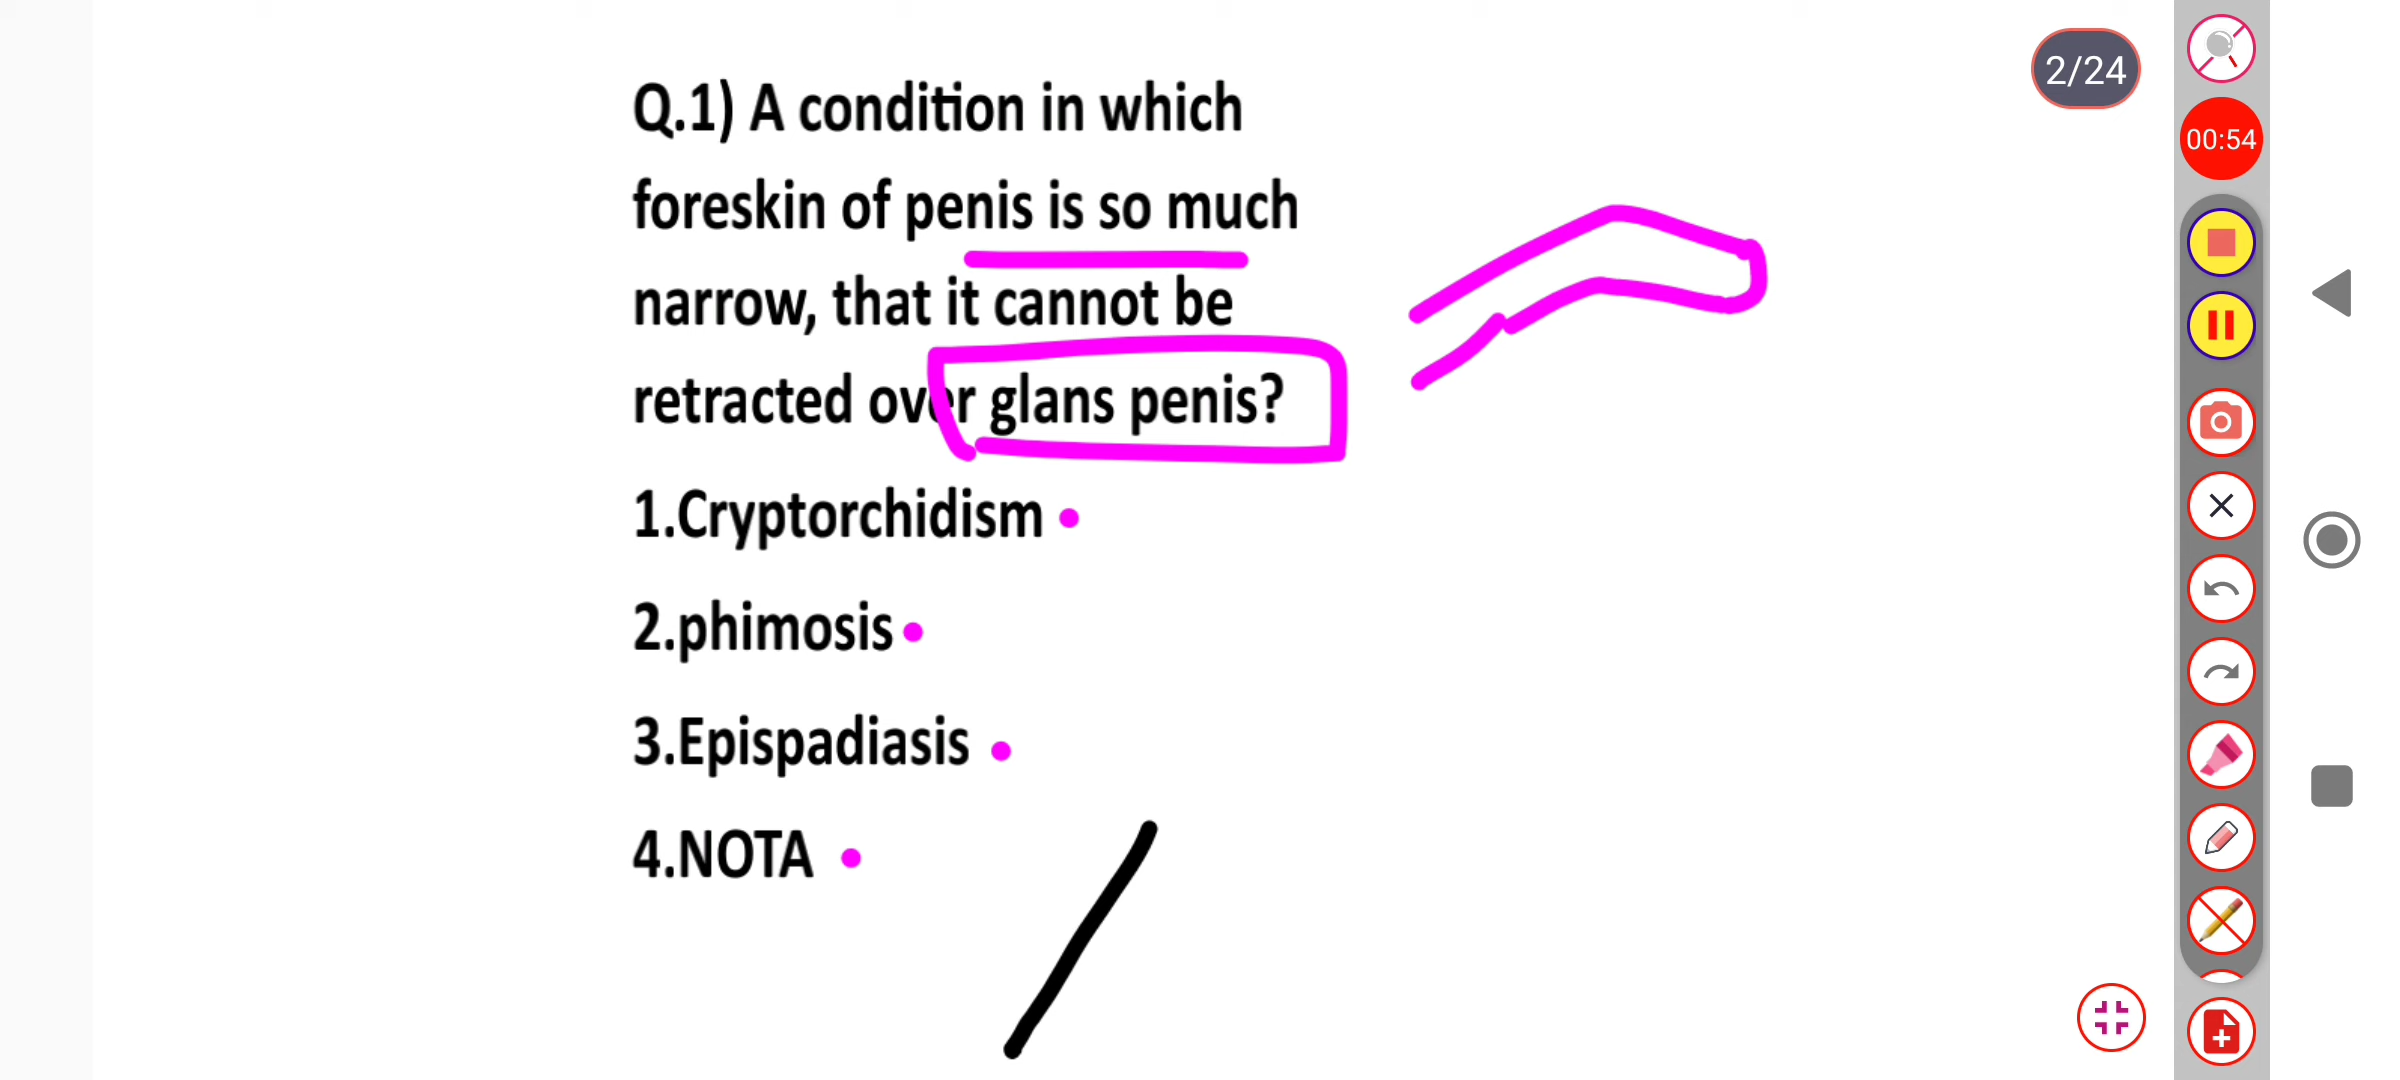 Q.1) A condition in which
foreskin of penis is so much
narrow, that it cannot be
retracted over glans penis?
1.Cryptorchidism
2.phimosis
3.Epispadiasis
4.NOTA
2/24
00:54